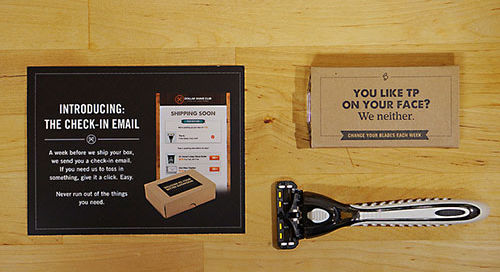 INTRODUCING:
THE CHECK-IN EMAIL
A week before we ship your box,
we send you a check-in email.
If you need us to toss in
something, give it a click. Easy.
Never run out of the things
you need.
DOLLAR SHAVE CLUB
SHIPPING SOON
YOU LIKE TP
ON YOUR FACE?
We neither.
CHANGE YOUR BLADES EACH WEEK